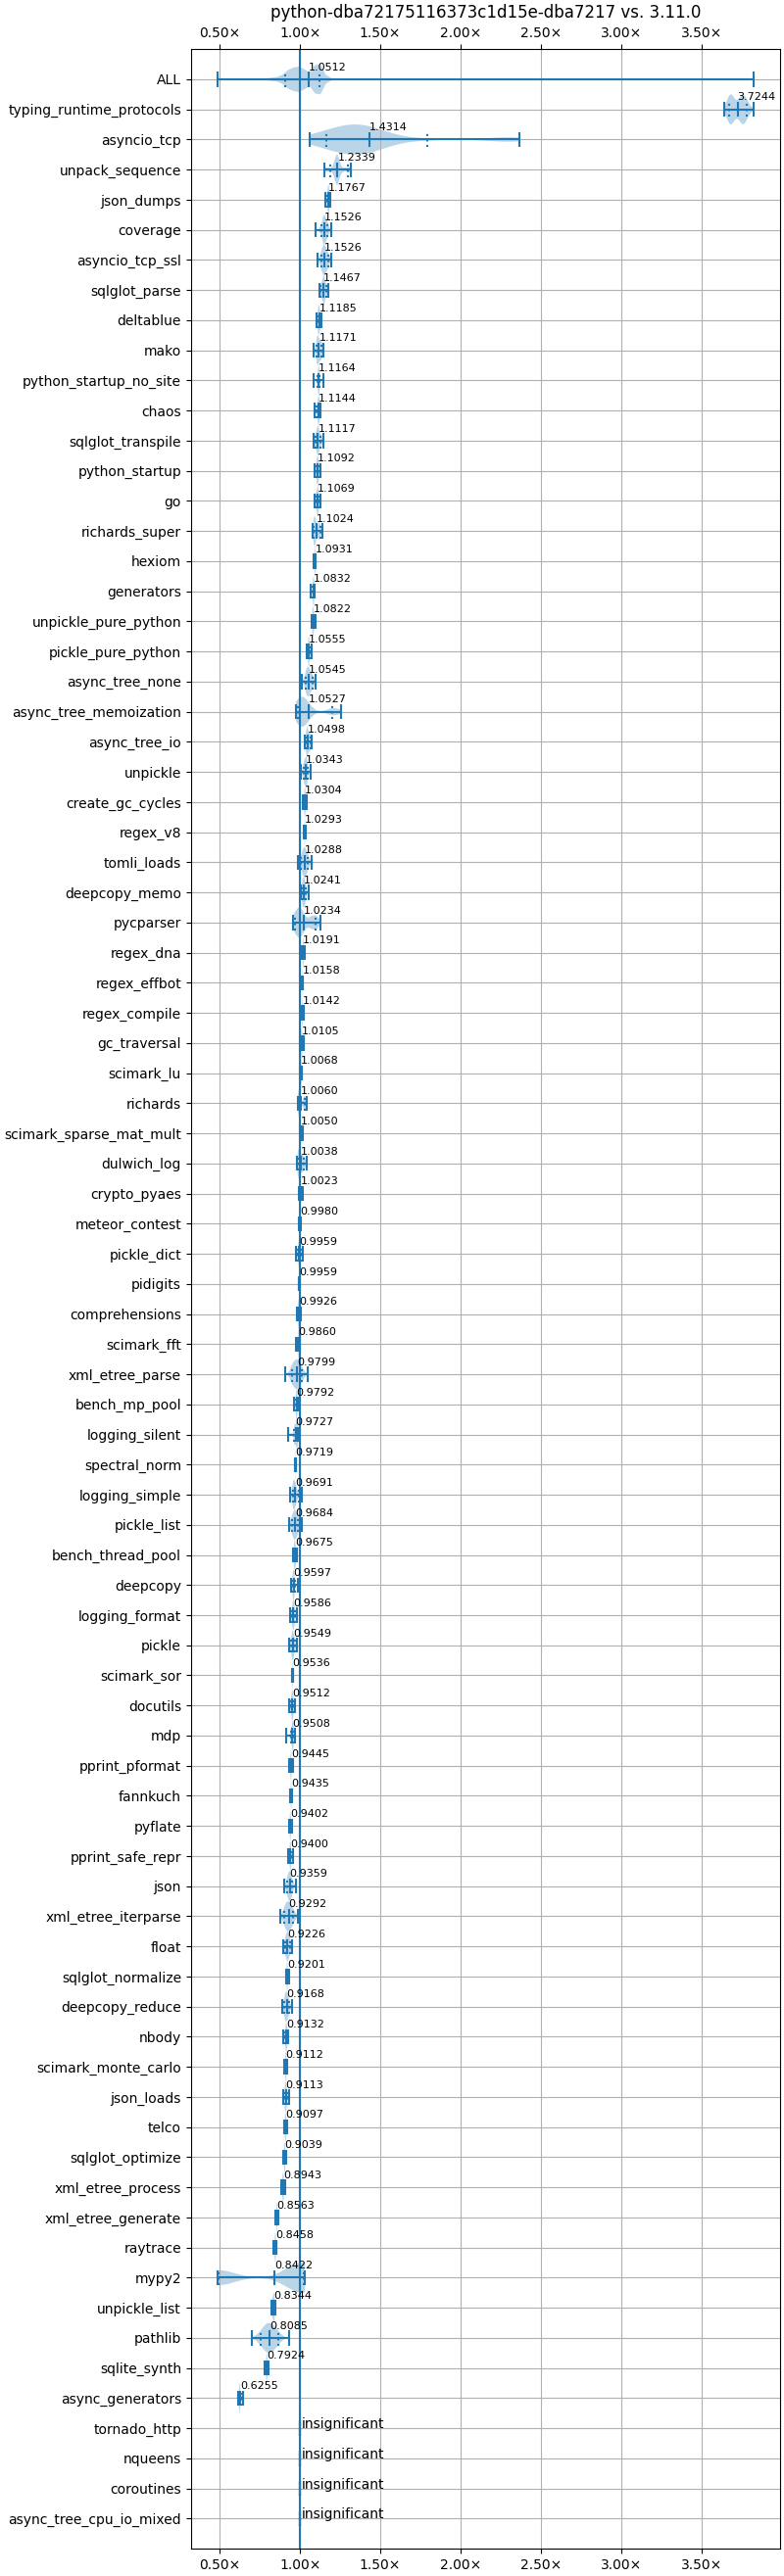 python-dba72175116373c1d15e-dba7217 vs. 3.11.0
0.50× 1.00× 1.50× 2.00× 2.50× 3.00× 3.50×
ALL 1.0512
typing_runtime_protocols 3.7244
asyncio_tcp 1.4314
unpack_sequence 1.2339
json_dumps 1.1767
coverage 1.1526
asyncio_tcp_ssl 1.1526
sqlglot_parse 1.1467
deltablue 1.1185
mako 1.1171
python_startup_no_site 1.1164
chaos 1.1144
sqlglot_transpile 1.1117
python_startup 1.1092
go 1.1069
richards_super 1.1024
hexiom 1.0931
generators 1.0832
unpickle_pure_python 1.0822
pickle_pure_python 1.0555
async_tree_none 1.0545
async_tree_memoization 1.0527
async_tree_io 1.0498
unpickle 1.0343
create_gc_cycles 1.0304
regex_v8 1.0293
tomli_loads 1.0288
deepcopy_memo 1.0241
pycparser 1.0234
regex_dna 1.0191
regex_effbot 1.0158
regex_compile 1.0142
gc_traversal 1.0105
scimark_lu 1.0068
richards 1.0060
scimark_sparse_mat_mult 1.0050
dulwich_log 1.0038
crypto_pyaes 1.0023
meteor_contest 0.9980
pickle_dict 0.9959
pidigits 0.9959
comprehensions 0.9926
scimark_fft 0.9860
xml_etree_parse 0.9799
bench_mp_pool 0.9792
logging_silent 0.9727
spectral_norm 0.9719
logging_simple 0.9691
pickle_list 0.9684
bench_thread_pool 0.9675
deepcopy 0.9597
logging_format 0.9586
pickle 0.9549
scimark_sor 0.9536
docutils 0.9512
mdp 0.9508
pprint_pformat 0.9445
fannkuch 0.9435
pyflate 0.9402
pprint_safe_repr 0.9400
json 0.9359
xml_etree_iterparse 0.9292
float 0.9226
sqlglot_normalize 0.9201
deepcopy_reduce 0.9168
nbody 0.9132
scimark_monte_carlo 0.9112
json_loads 0.9113
telco 0.9097
sqlglot_optimize 0.9039
xml_etree_process 0.8943
xml_etree_generate 0.8563
raytrace 0.8458
mypy2 0.8422
unpickle_list 0.8344
pathlib 0.8085
sqlite_synth 0.7924
async_generators 0.6255
tornado_http insignificant
nqueens insignificant
coroutines insignificant
async_tree_cpu_io_mixed insignificant
0.50× 1.00× 1.50× 2.00× 2.50× 3.00× 3.50×